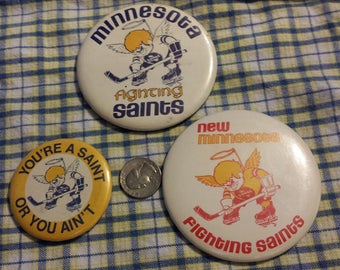 Minnesota
fighting
saints
new
minnesota
fighting saints
YOU'RE A SAINT
OR YOU AIN'T